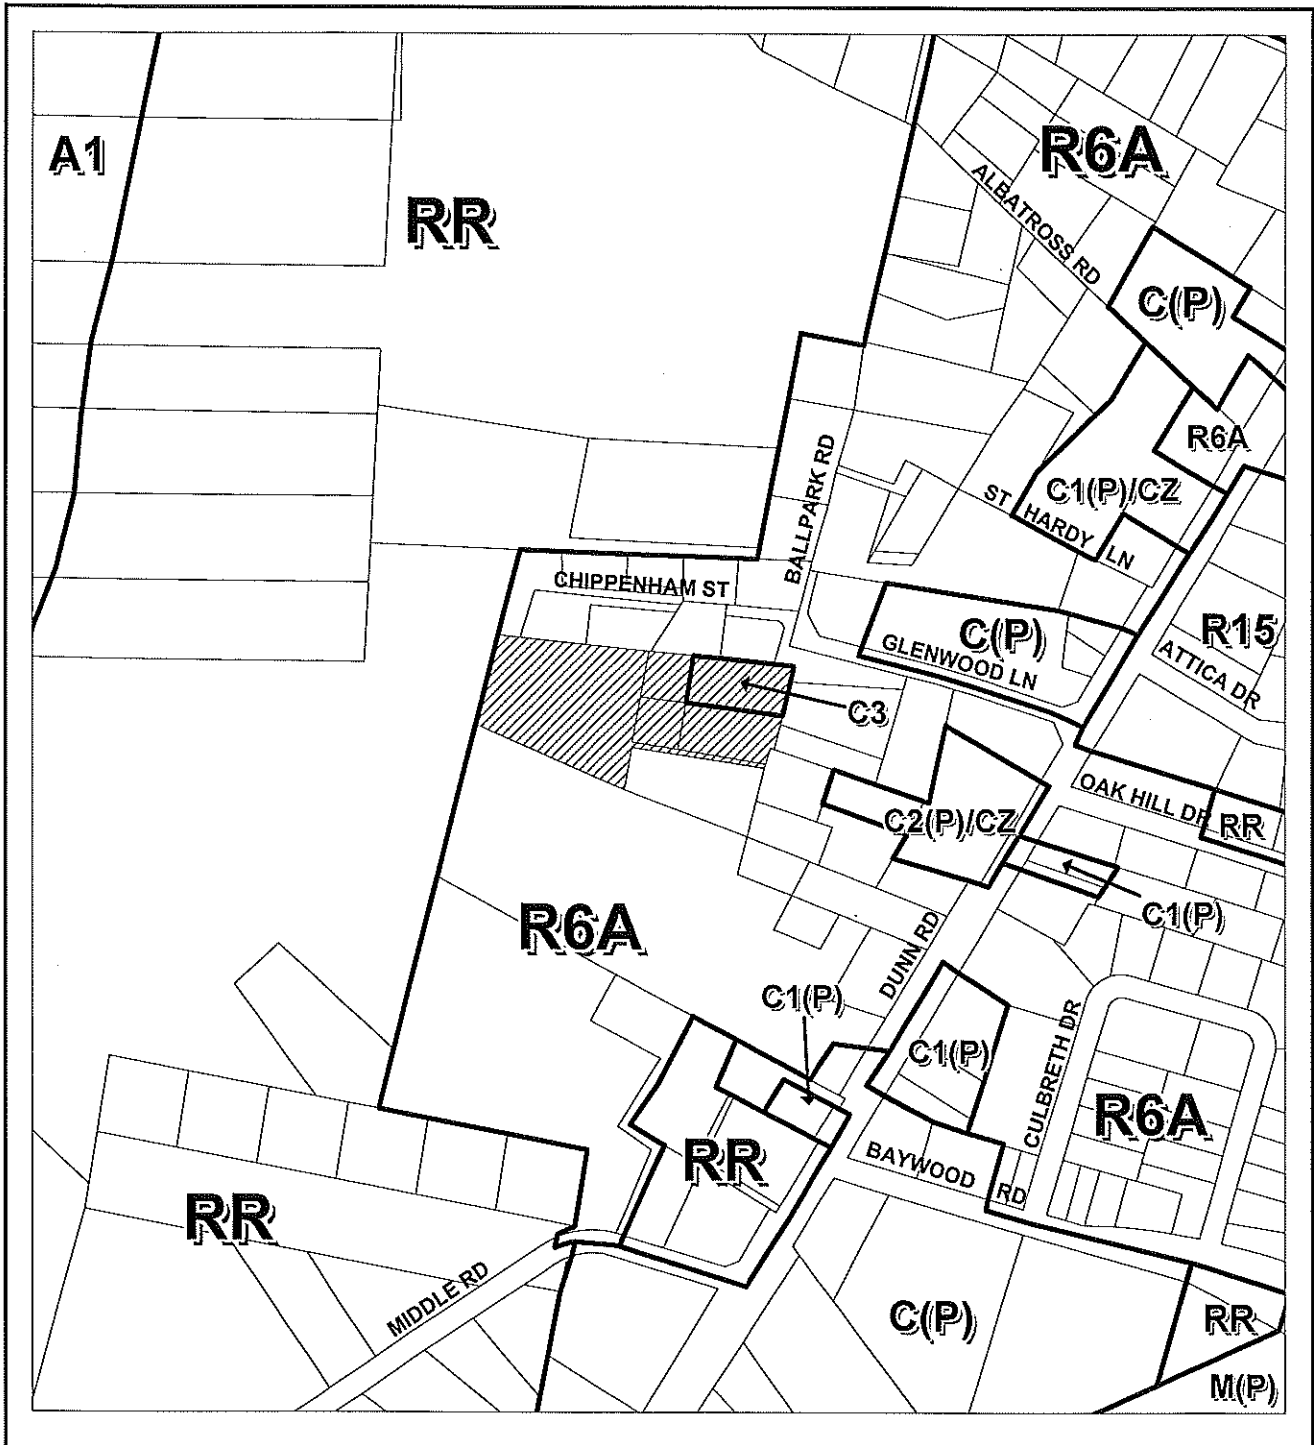 A1
RR
R6A
ALBATROSS RD
C(P)
R6A
C1(P)/CZ
ST HARDY LN
BALLPARK RD
CHIPPENHAM ST
C(P)
GLENWOOD LN
R15
ATTICA DR
C3
OAK HILL DR
RR
C2(P)/CZ
C1(P)
R6A
DUNN RD
C1(P)
C1(P)
CULBRETH DR
R6A
RR
BAYWOOD RD
RR
MIDDLE RD
C(P)
RR
M(P)